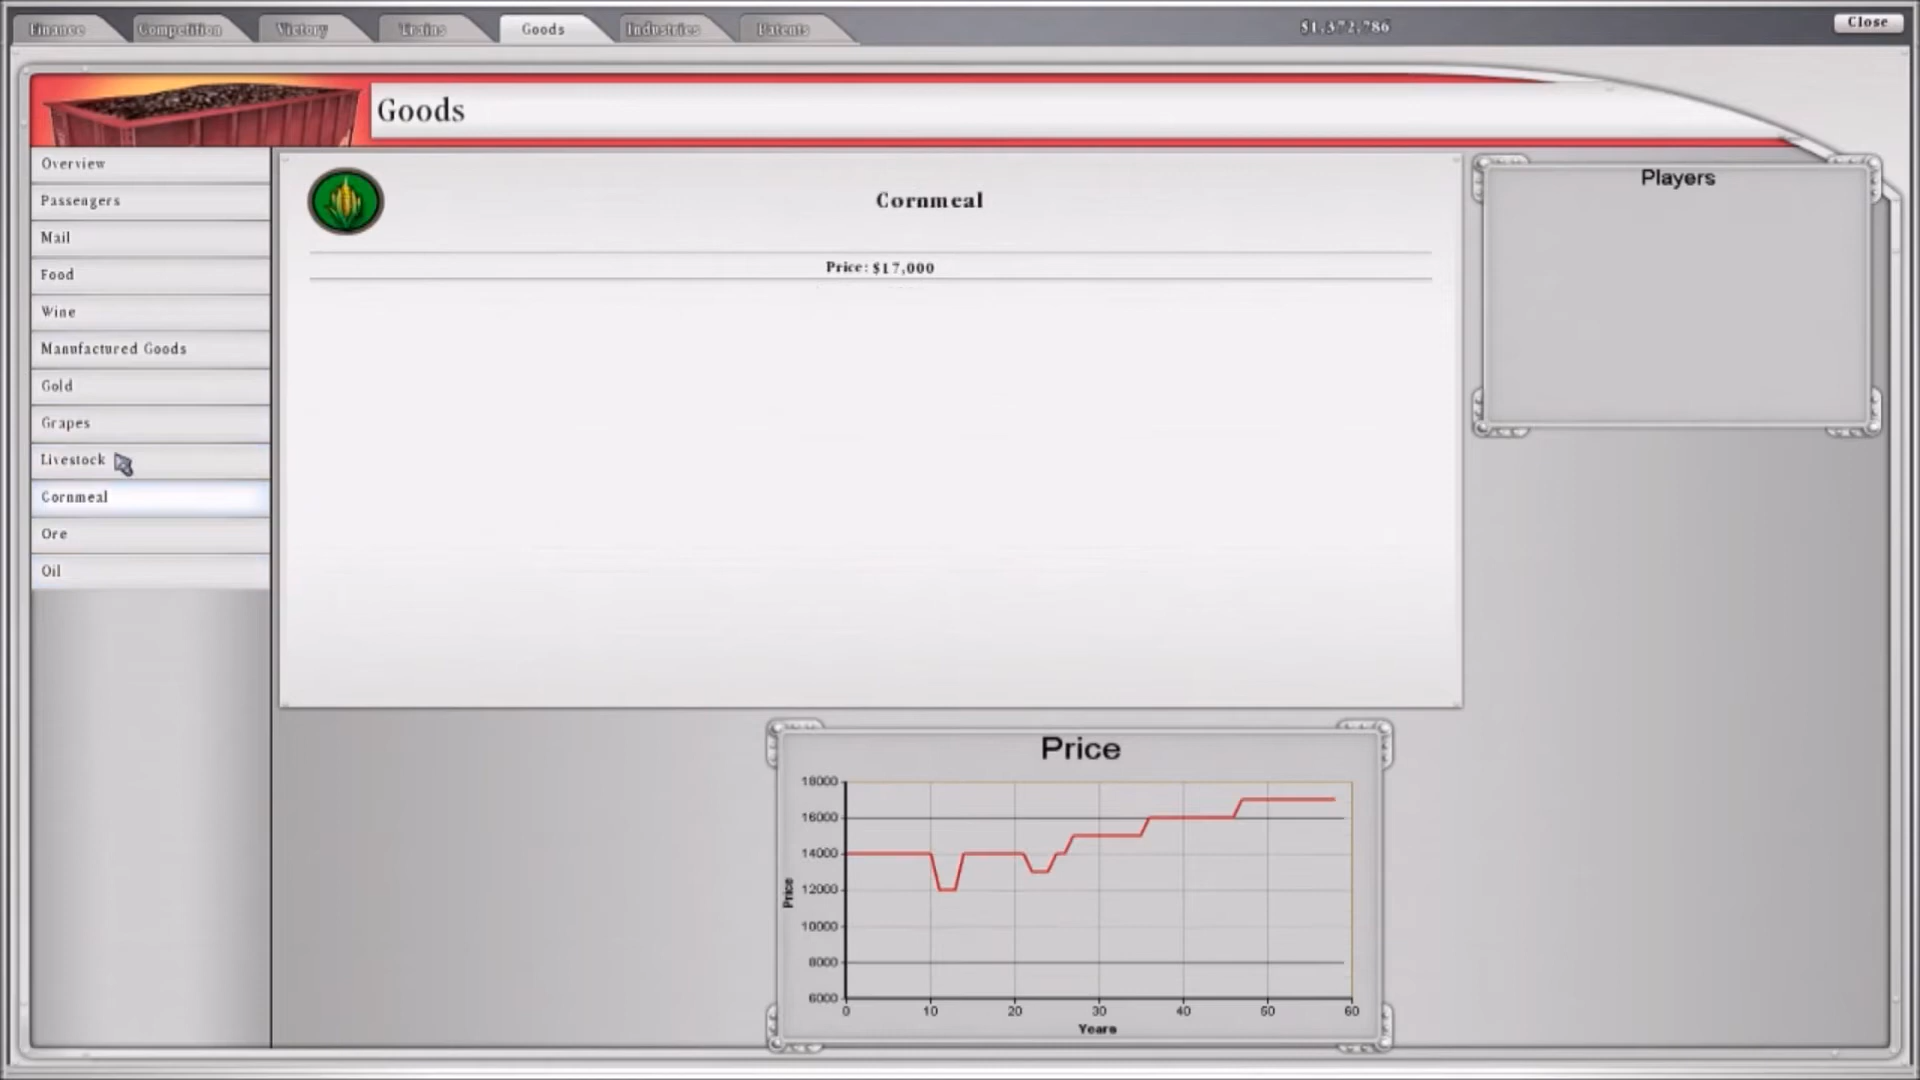 Finance
Competition
Victory
Trains
Goods
Industries
Patents
$1,372,786
Close
Goods
Overview
Passengers
Mail
Food
Wine
Manufactured Goods
Gold
Grapes
Livestock
Cornmeal
Ore
Oil
Cornmeal
Price: $17,000
Players
Price
18000
16000
14000
12000
10000
8000
6000
Price
0 10 20 30 40 50 60
Years